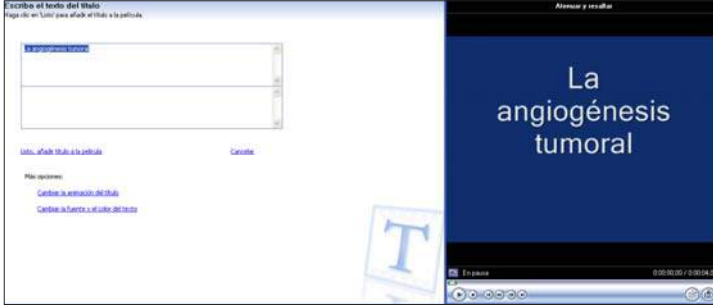 Escriba el texto del título
Haga clic en 'Listo' para añadir el título a la película.
La angiogénesis tumoral
Listo, añadir título a la película
Cancelar
Más opciones:
Cambiar la animación del título
Cambiar la fuente y el color del texto
T
Atenuar y resaltar
La
angiogénesis
tumoral
En pausa
0:00:00,00 / 0:00:04,0